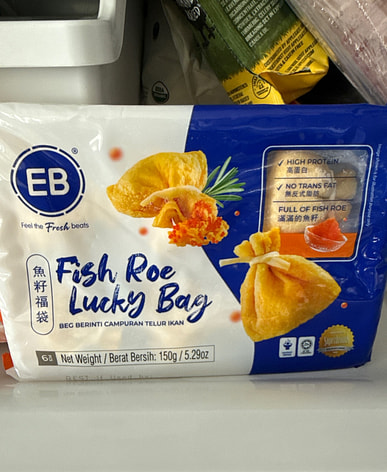 EB
®
Feel the Fresh beats
✓ HIGH PROTEIN
高蛋白
✓ NO TRANS FAT
無反式脂肪
FULL OF FISH ROE
滿滿的魚籽
魚籽福袋
Fish Roe
Lucky Bag
BEG BERINTI CAMPURAN TELUR IKAN
Net Weight / Berat Bersih: 150g / 5.29oz